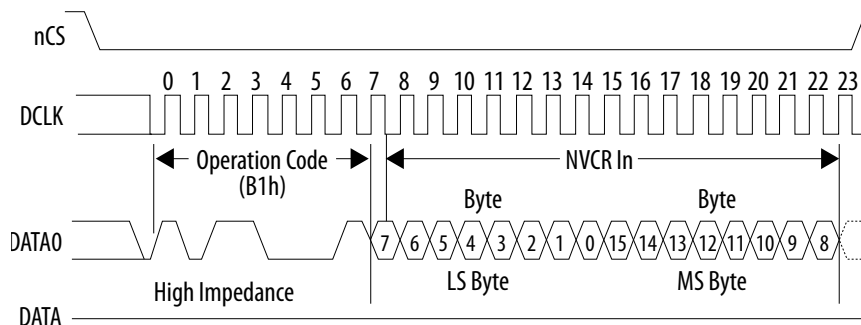 nCS
0 1 2 3 4 5 6 7 8 9 10 11 12 13 14 15 16 17 18 19 20 21 22 23
DCLK
Operation Code
(B1h)
NVCR In
Byte Byte
DATA0
7 6 5 4 3 2 1 0 15 14 13 12 11 10 9 8
High Impedance
LS Byte MS Byte
DATA